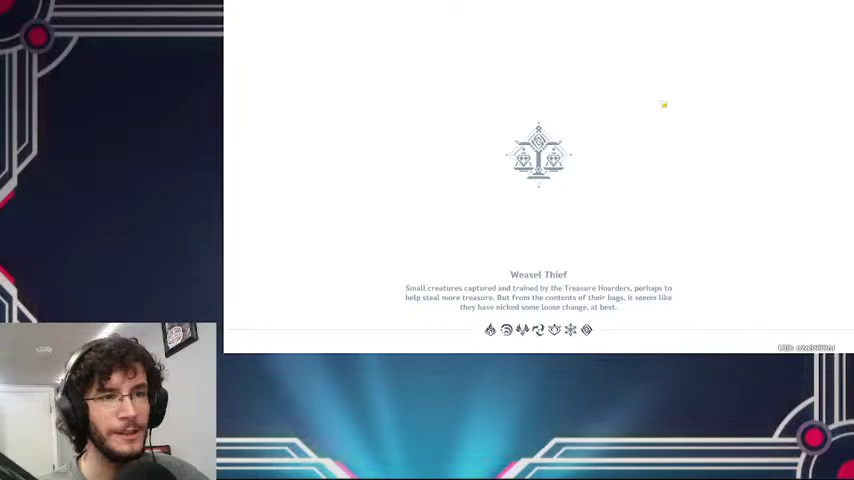 Weasel Thief
Small creatures captured and trained by the Treasure Hoarders, perhaps to
help steal more treasure. But from the contents of their bags, it seems like
they have nicked some loose change, at best.